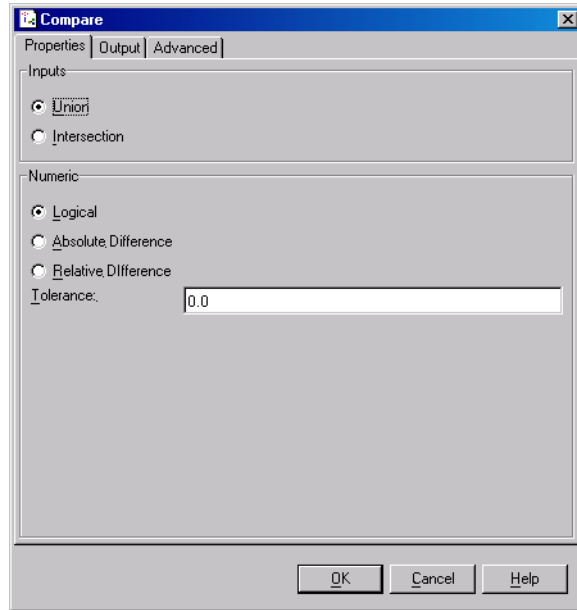 Compare
Properties Output Advanced
Inputs
Union
Intersection
Numeric
Logical
Absolute Difference
Relative DIfference
Tolerance: 0.0
OK Cancel Help